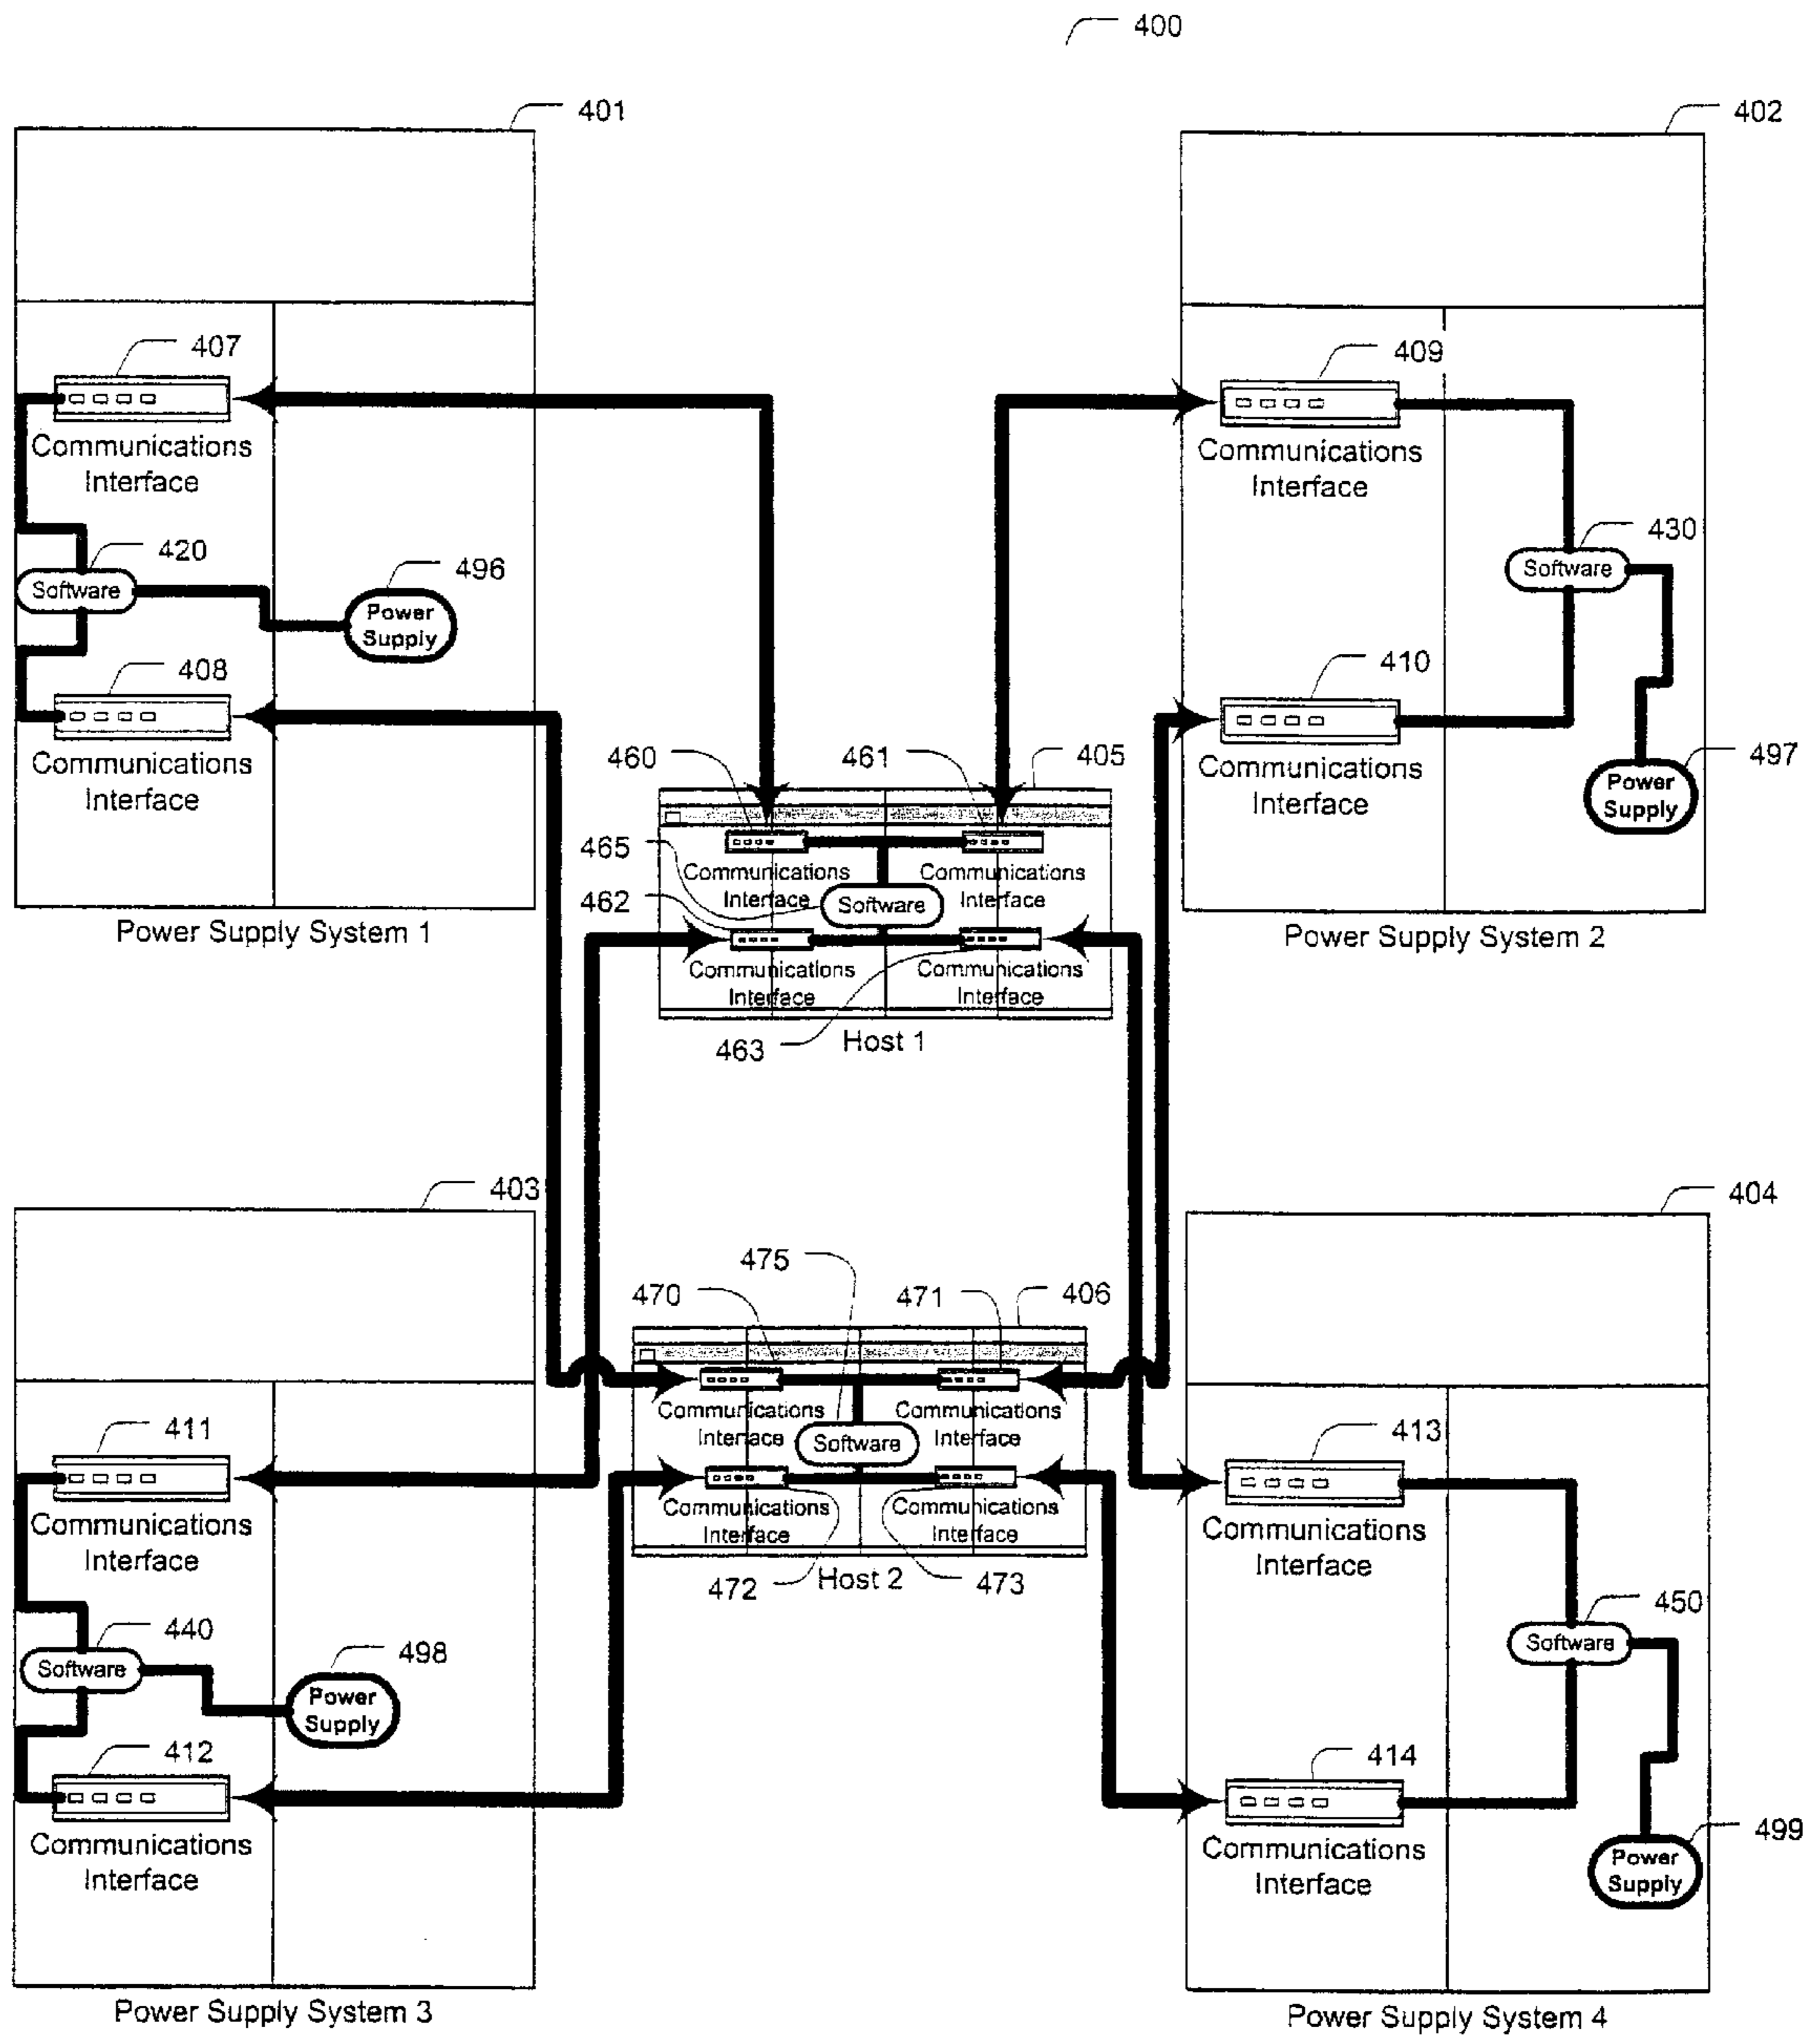 400
401
402
407
Communications
Interface
420
Software
496
Power
Supply
408
Communications
Interface
Power Supply System 1
409
Communications
Interface
430
Software
410
Communications
Interface
497
Power
Supply
Power Supply System 2
460
461
405
465
Communications
Interface
Communications
Interface
Software
462
Communications
Interface
Communications
Interface
463
Host 1
403
404
475
470
471
406
Communications
Interface
Communications
Interface
Software
Communications
Interface
Communications
Interface
472
Host 2
473
411
Communications
Interface
440
Software
498
Power
Supply
412
Communications
Interface
Power Supply System 3
413
Communications
Interface
450
Software
414
Communications
Interface
499
Power
Supply
Power Supply System 4